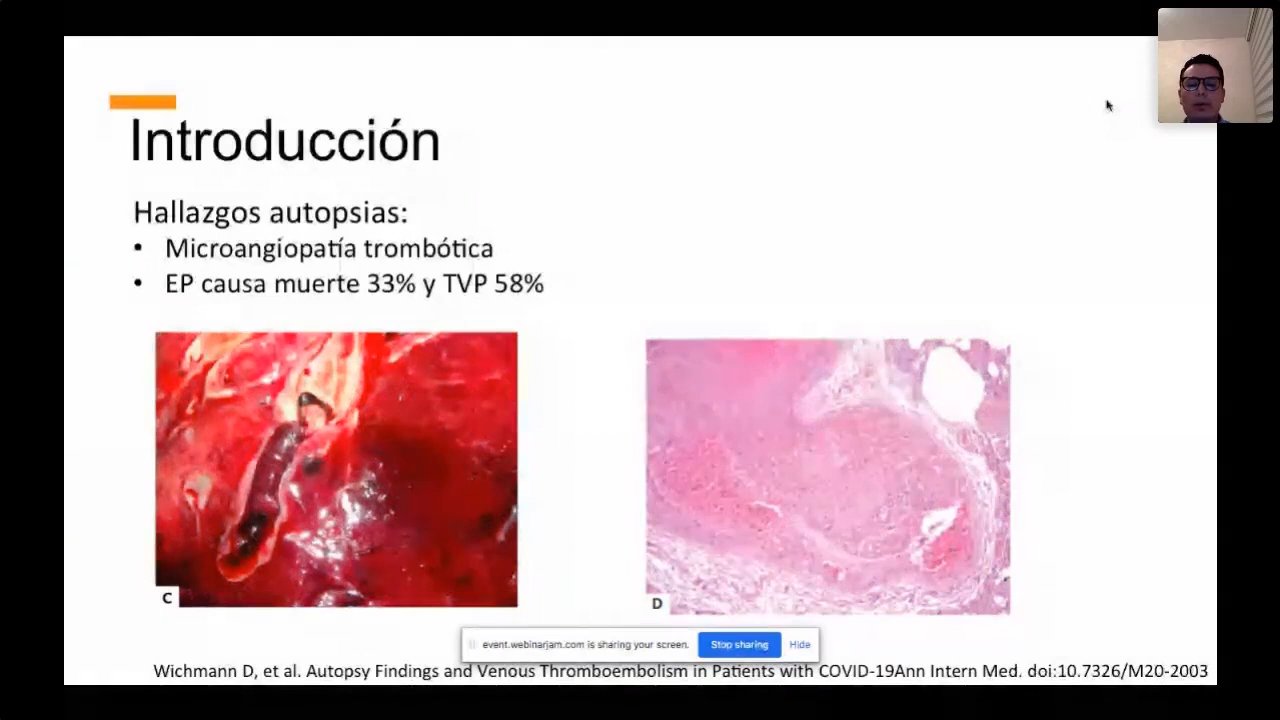 Introducción
Hallazgos autopsias:
• Microangiopatía trombótica
• EP causa muerte 33% y TVP 58%
C
D
event.webinarjam.com is sharing your screen. Stop sharing Hide
Wichmann D, et al. Autopsy Findings and Venous Thromboembolism in Patients with COVID-19Ann Intern Med. doi:10.7326/M20-2003